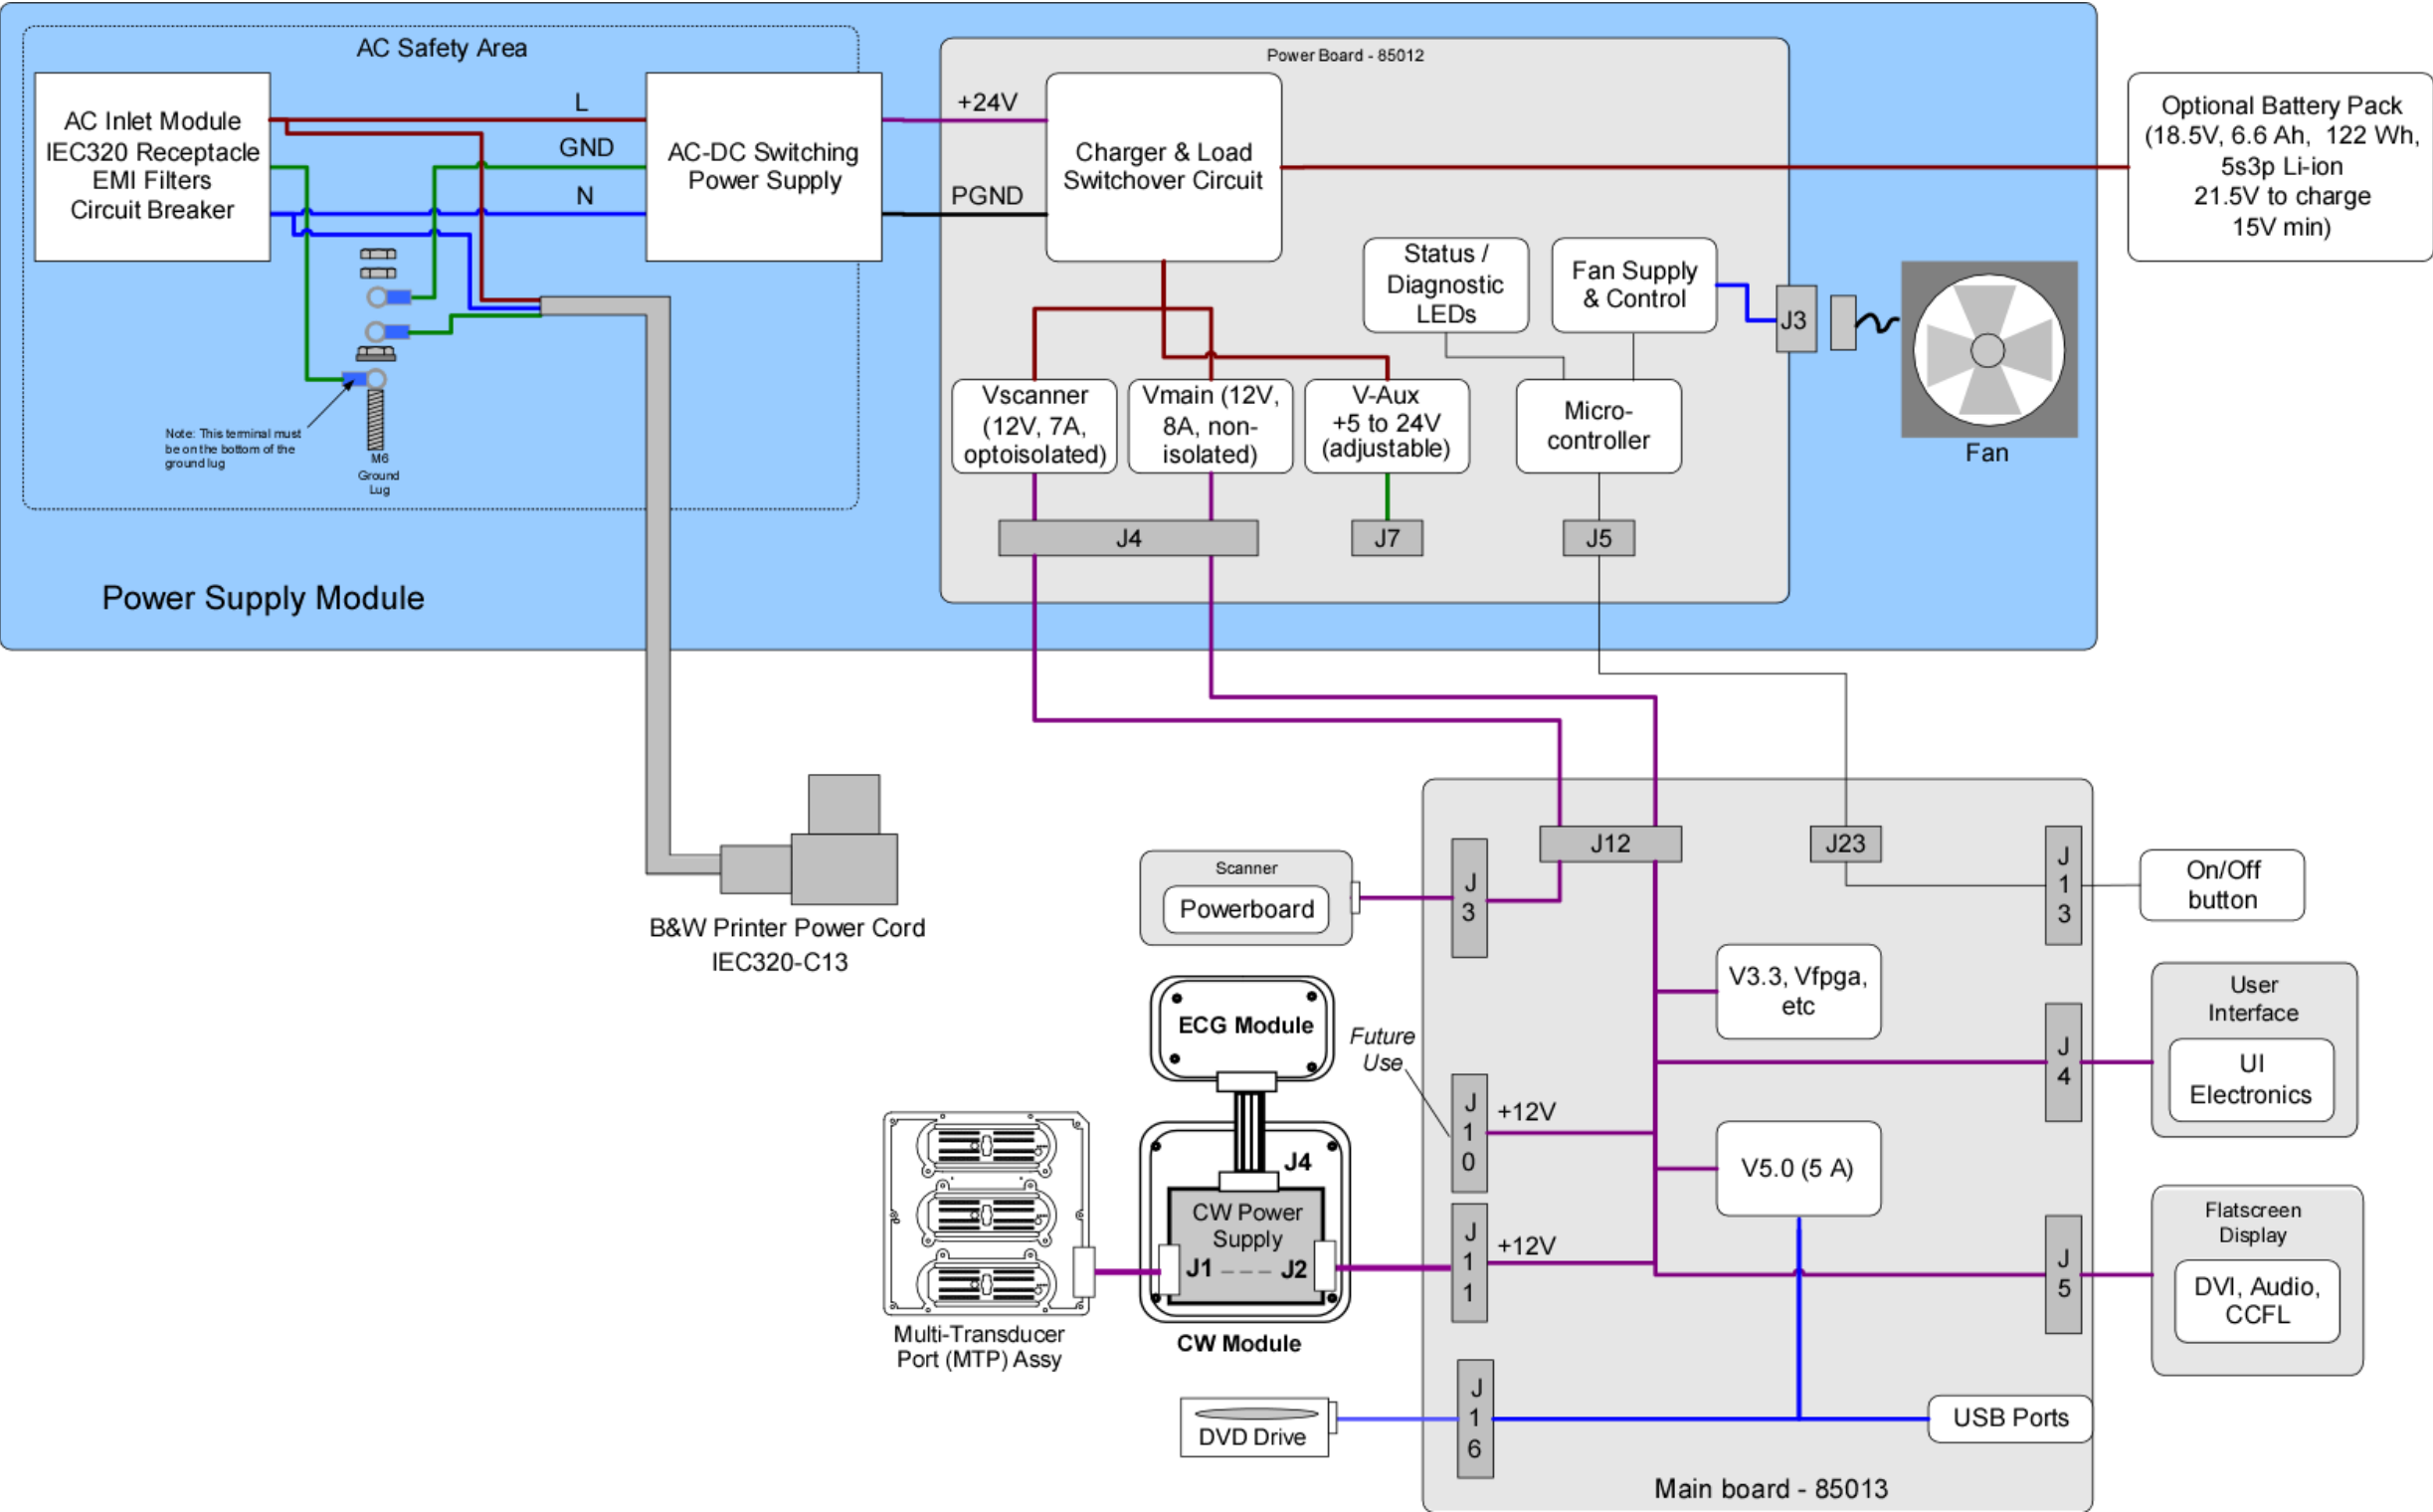 AC Safety Area
Power Board - 85012
AC Inlet Module
IEC320 Receptacle
EMI Filters
Circuit Breaker
L
GND
N
AC-DC Switching
Power Supply
+24V
PGND
Charger & Load
Switchover Circuit
Optional Battery Pack
(18.5V, 6.6 Ah,  122 Wh,
5s3p Li-ion
21.5V to charge
15V min)
Status /
Diagnostic
LEDs
Fan Supply
& Control
J3
Fan
Vscanner
(12V, 7A,
optoisolated)
Vmain (12V,
8A, non-
isolated)
V-Aux
+5 to 24V
(adjustable)
Micro-
controller
Note: This terminal must
be on the bottom of the
ground lug
M6
Ground
Lug
J4
J7
J5
Power Supply Module
B&W Printer Power Cord
IEC320-C13
J12
J23
J
3
J
1
3
On/Off
button
Scanner
Powerboard
V3.3, Vfpga,
etc
User
Interface
UI
Electronics
J
4
ECG Module
Future
Use
J
1
0
+12V
V5.0 (5 A)
J4
CW Power
Supply
J1 --- J2
CW Module
J
1
1
+12V
Flatscreen
Display
DVI, Audio,
CCFL
J
5
Multi-Transducer
Port (MTP) Assy
DVD Drive
J
1
6
USB Ports
Main board - 85013